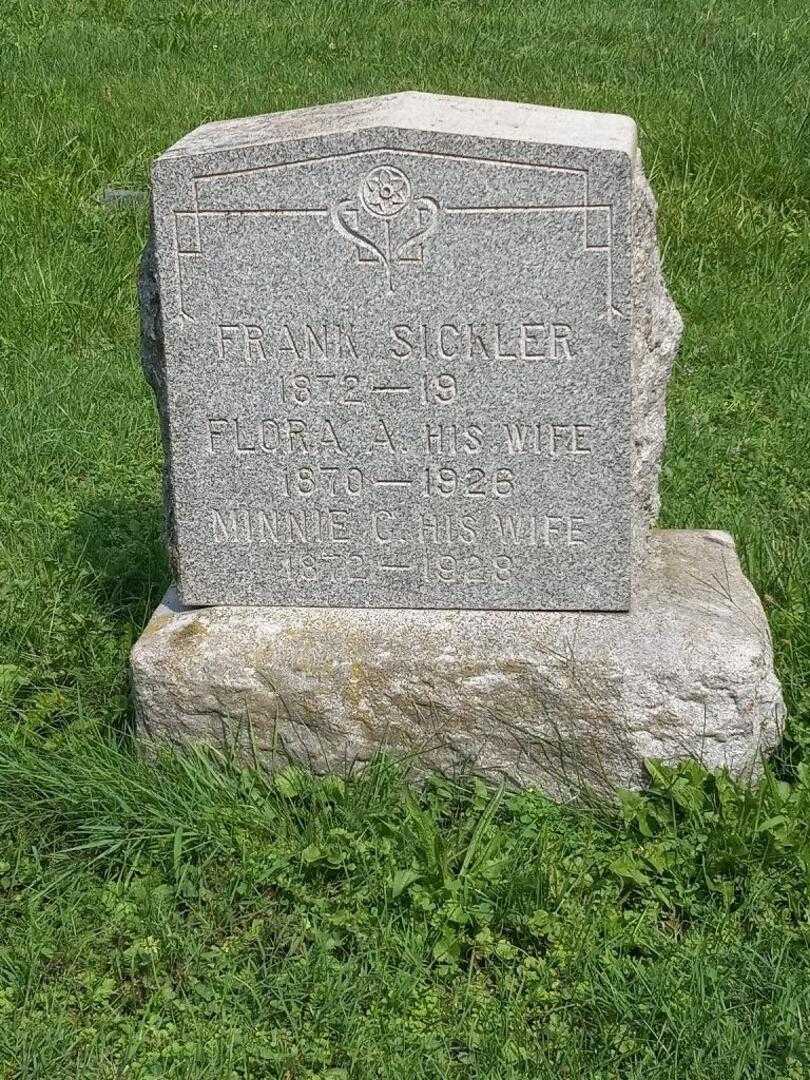 FRANK SICKLER
1872—19
FLORA A. HIS WIFE
1870—1926
MINNIE C. HIS WIFE
1872—1928